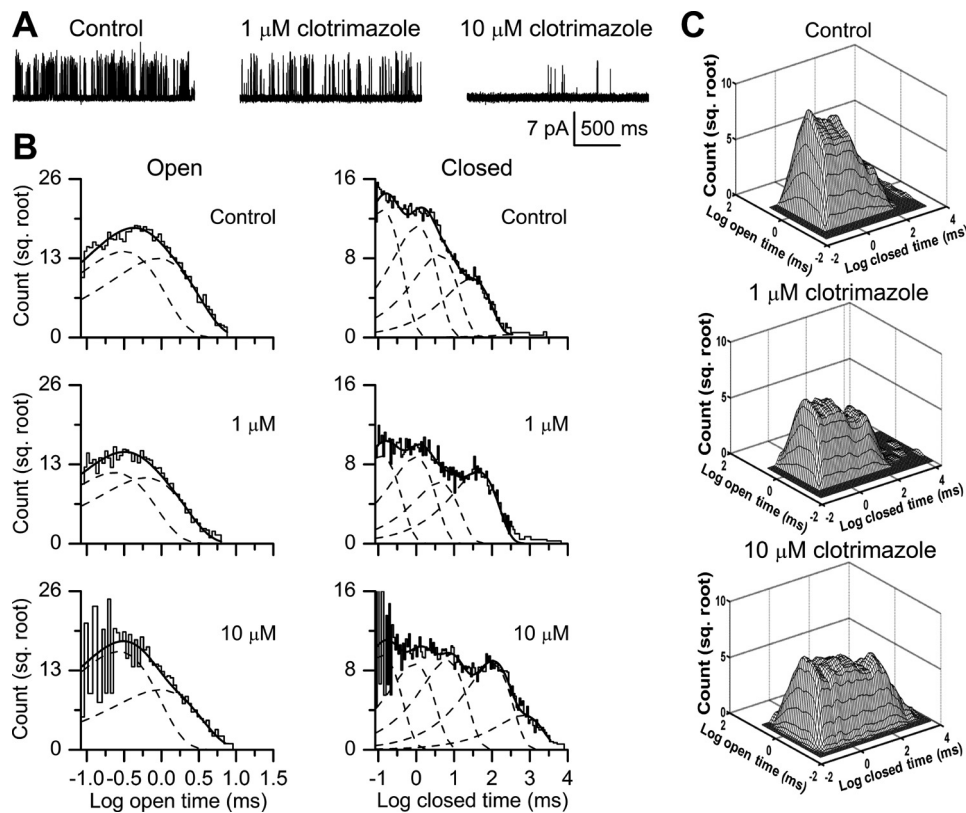 A
Control
1 μM clotrimazole
10 μM clotrimazole
7 pA
500 ms
B
Open
Closed
26
13
0
Count (sq. root)
Control
16
8
0
Control
26
13
0
Count (sq. root)
1 μM
16
8
0
1 μM
26
13
0
Count (sq. root)
10 μM
16
8
0
10 μM
-1.0 -0.5 0.0 0.5 1.0 1.5
Log open time (ms)
-1 0 1 2 3 4
Log closed time (ms)
C
Control
10
5
0
Count (sq. root)
2 0 -2
Log open time (ms)
-2 0 2 4
Log closed time (ms)
1 μM clotrimazole
10
5
0
Count (sq. root)
2 0 -2
Log open time (ms)
-2 0 2 4
Log closed time (ms)
10 μM clotrimazole
10
5
0
Count (sq. root)
2 0 -2
Log open time (ms)
-2 0 2 4
Log closed time (ms)